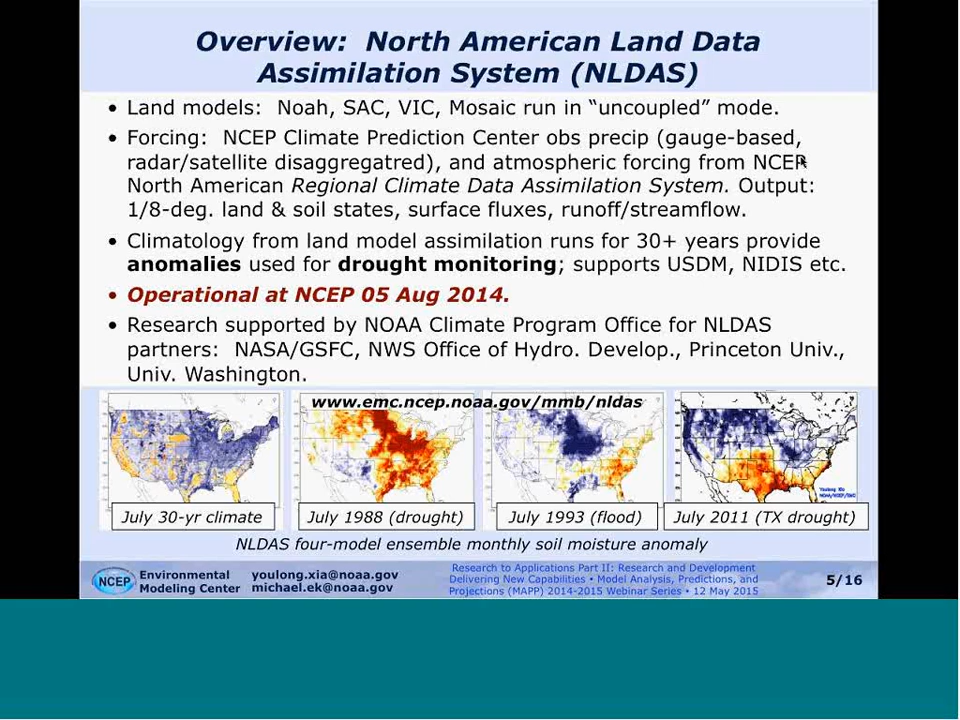 Overview:  North American Land Data
Assimilation System (NLDAS)
• Land models:  Noah, SAC, VIC, Mosaic run in “uncoupled” mode.
• Forcing:  NCEP Climate Prediction Center obs precip (gauge-based,
radar/satellite disaggregatred), and atmospheric forcing from NCEP
North American Regional Climate Data Assimilation System. Output:
1/8-deg. land & soil states, surface fluxes, runoff/streamflow.
• Climatology from land model assimilation runs for 30+ years provide
anomalies used for drought monitoring; supports USDM, NIDIS etc.
• Operational at NCEP 05 Aug 2014.
• Research supported by NOAA Climate Program Office for NLDAS
partners:  NASA/GSFC, NWS Office of Hydro. Develop., Princeton Univ.,
Univ. Washington.
www.emc.ncep.noaa.gov/mmb/nldas
Youlong Xia
NOAA/NCEP/EMC
July 30-yr climate
July 1988 (drought)
July 1993 (flood)
July 2011 (TX drought)
NLDAS four-model ensemble monthly soil moisture anomaly
NCEP
Environmental
Modeling Center
youlong.xia@noaa.gov
michael.ek@noaa.gov
Research to Applications Part II: Research and Development
Delivering New Capabilities • Model Analysis, Predictions, and
Projections (MAPP) 2014-2015 Webinar Series • 12 May 2015
5/16